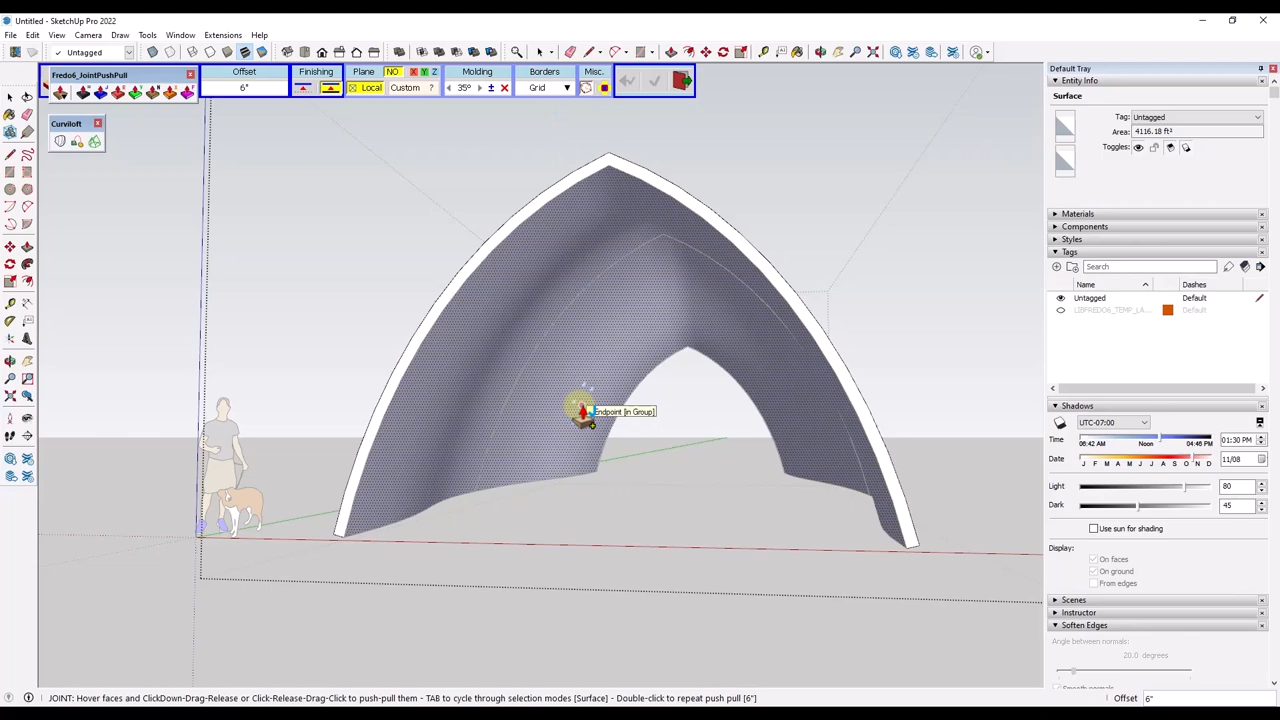 Untitled - SketchUp Pro 2022
File Edit View Camera Draw Tools Window Extensions Help
Untagged
Fredo6_JointPushPull
Offset
6"
Finishing
Plane NO X Y Z
Local Custom ?
Molding
35º ±
Borders
Grid
Misc.
Curviloft
Endpoint [in Group]
Default Tray
Entity Info
Surface
Tag: Untagged
Area: 4116.18 ft²
Toggles:
Materials
Components
Styles
Tags
Search
Name Dashes
Untagged Default
LIBFREDO6_TEMP_LA... Default
Shadows
UTC-07:00
Time 06:42 AM Noon 04:46 PM 01:30 PM
Date J F M A M J J A S O N D 11/08
Light 80
Dark 45
Use sun for shading
Display:
On faces
On ground
From edges
Scenes
Instructor
Soften Edges
Angle between normals:
20.0 degrees
JOINT: Hover faces and ClickDown-Drag-Release or Click-Release-Drag-Click to push-pull them - TAB to cycle through selection modes [Surface] - Double-click to repeat push pull [6"]
Offset 6"